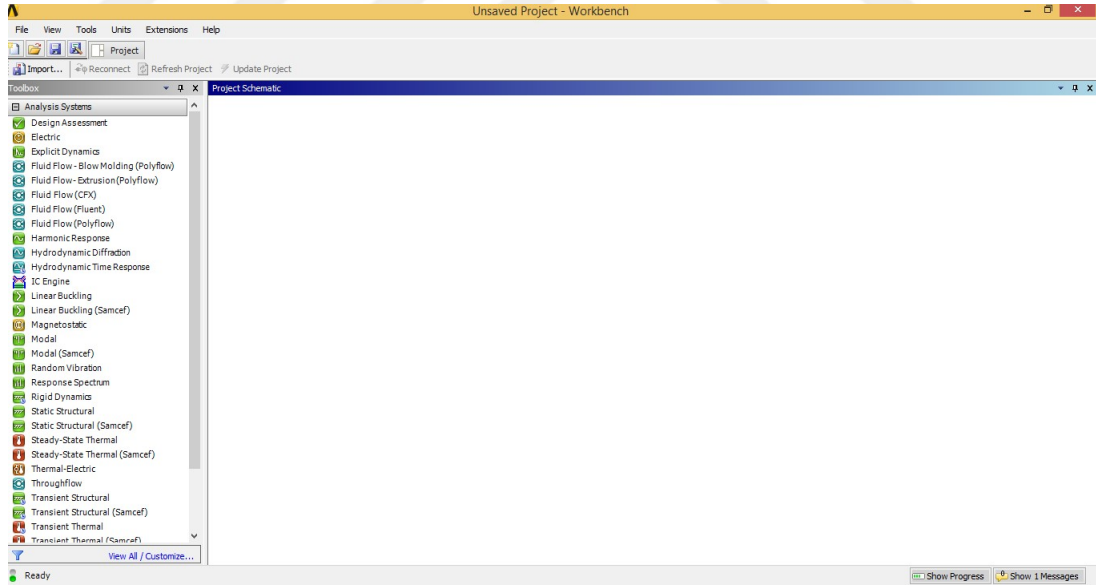 Unsaved Project - Workbench
File View Tools Units Extensions Help
Project
Import... Reconnect Refresh Project Update Project
Toolbox
Project Schematic
Analysis Systems
Design Assessment
Electric
Explicit Dynamics
Fluid Flow - Blow Molding (Polyflow)
Fluid Flow - Extrusion (Polyflow)
Fluid Flow (CFX)
Fluid Flow (Fluent)
Fluid Flow (Polyflow)
Harmonic Response
Hydrodynamic Diffraction
Hydrodynamic Time Response
IC Engine
Linear Buckling
Linear Buckling (Samcef)
Magnetostatic
Modal
Modal (Samcef)
Random Vibration
Response Spectrum
Rigid Dynamics
Static Structural
Static Structural (Samcef)
Steady-State Thermal
Steady-State Thermal (Samcef)
Thermal-Electric
Throughflow
Transient Structural
Transient Structural (Samcef)
Transient Thermal
Transient Thermal (Samcef)
View All / Customize...
Ready
Show Progress
Show 1 Messages